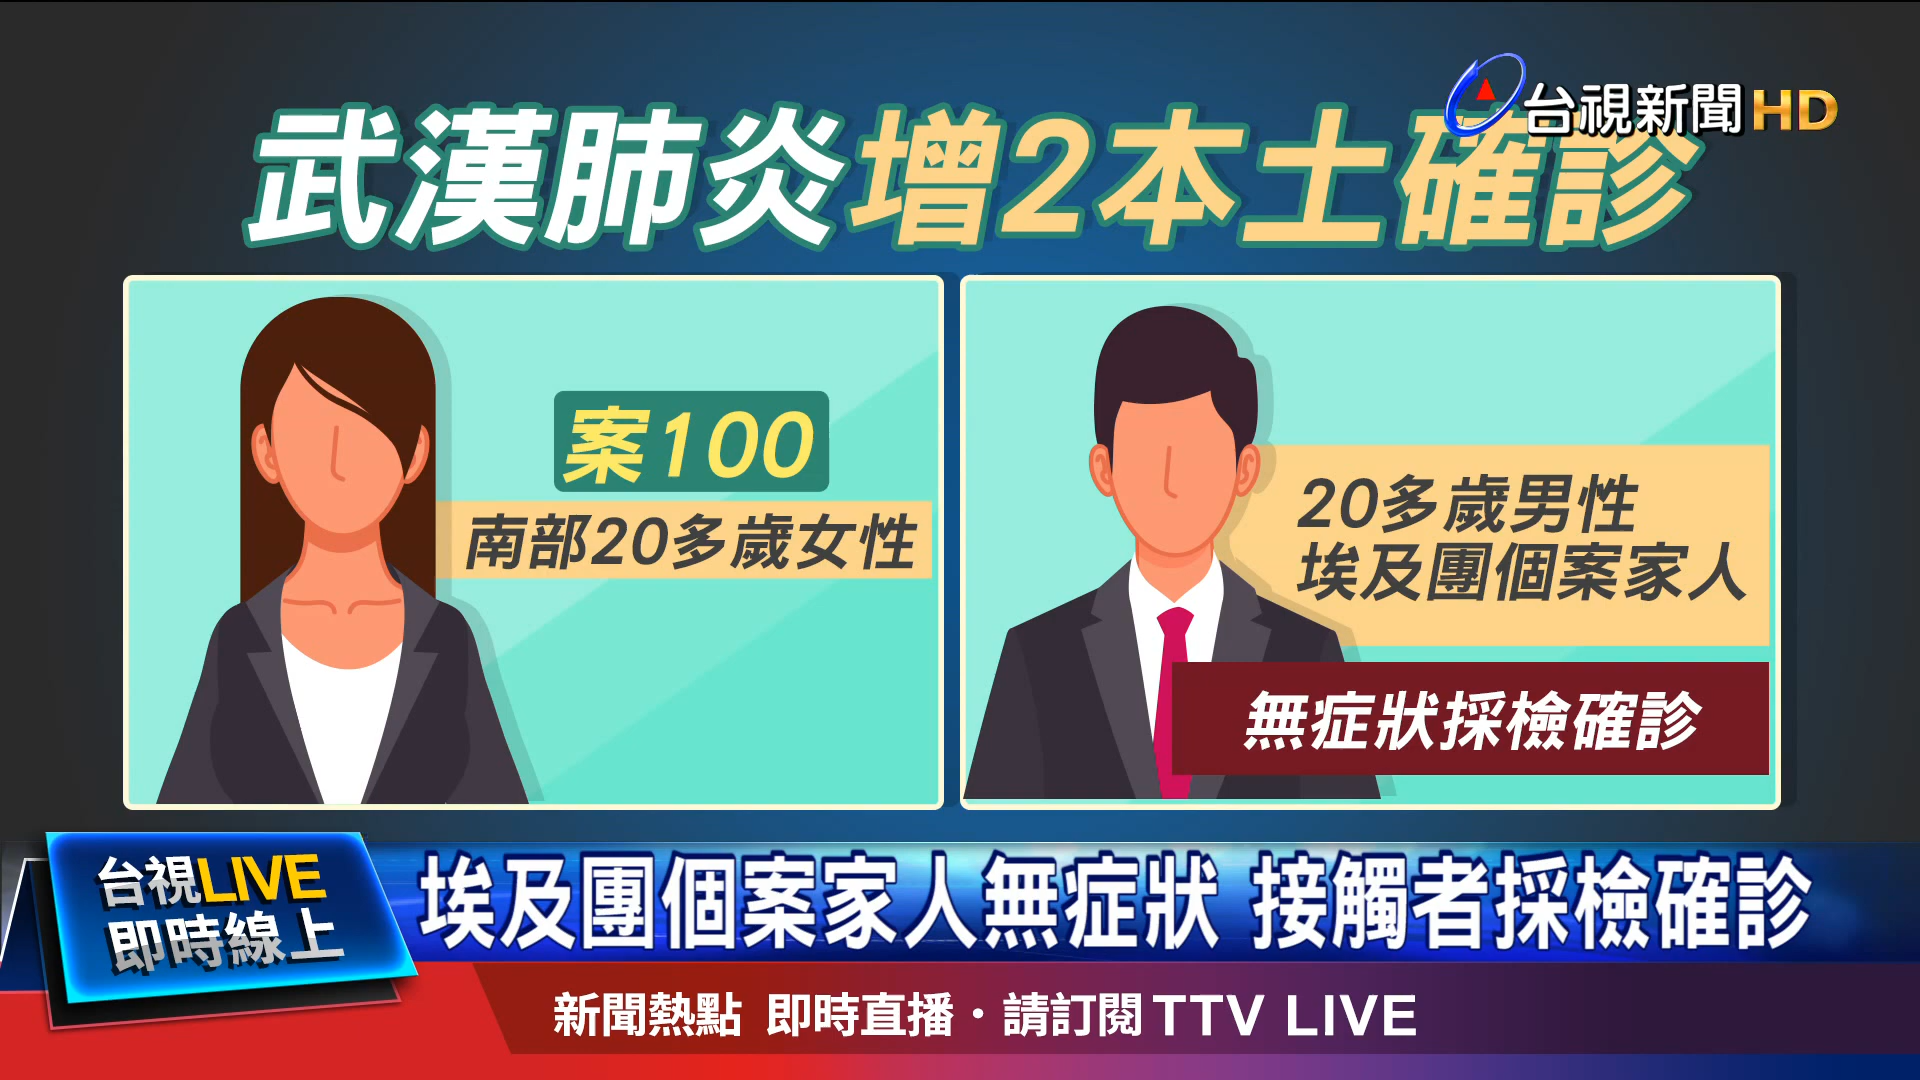 台視新聞HD
武漢肺炎增2本土確診
案100
南部20多歲女性
20多歲男性
埃及團個案家人
無症狀採檢確診
台視LIVE
即時線上
埃及團個案家人無症狀 接觸者採檢確診
新聞熱點 即時直播・請訂閱TTV LIVE